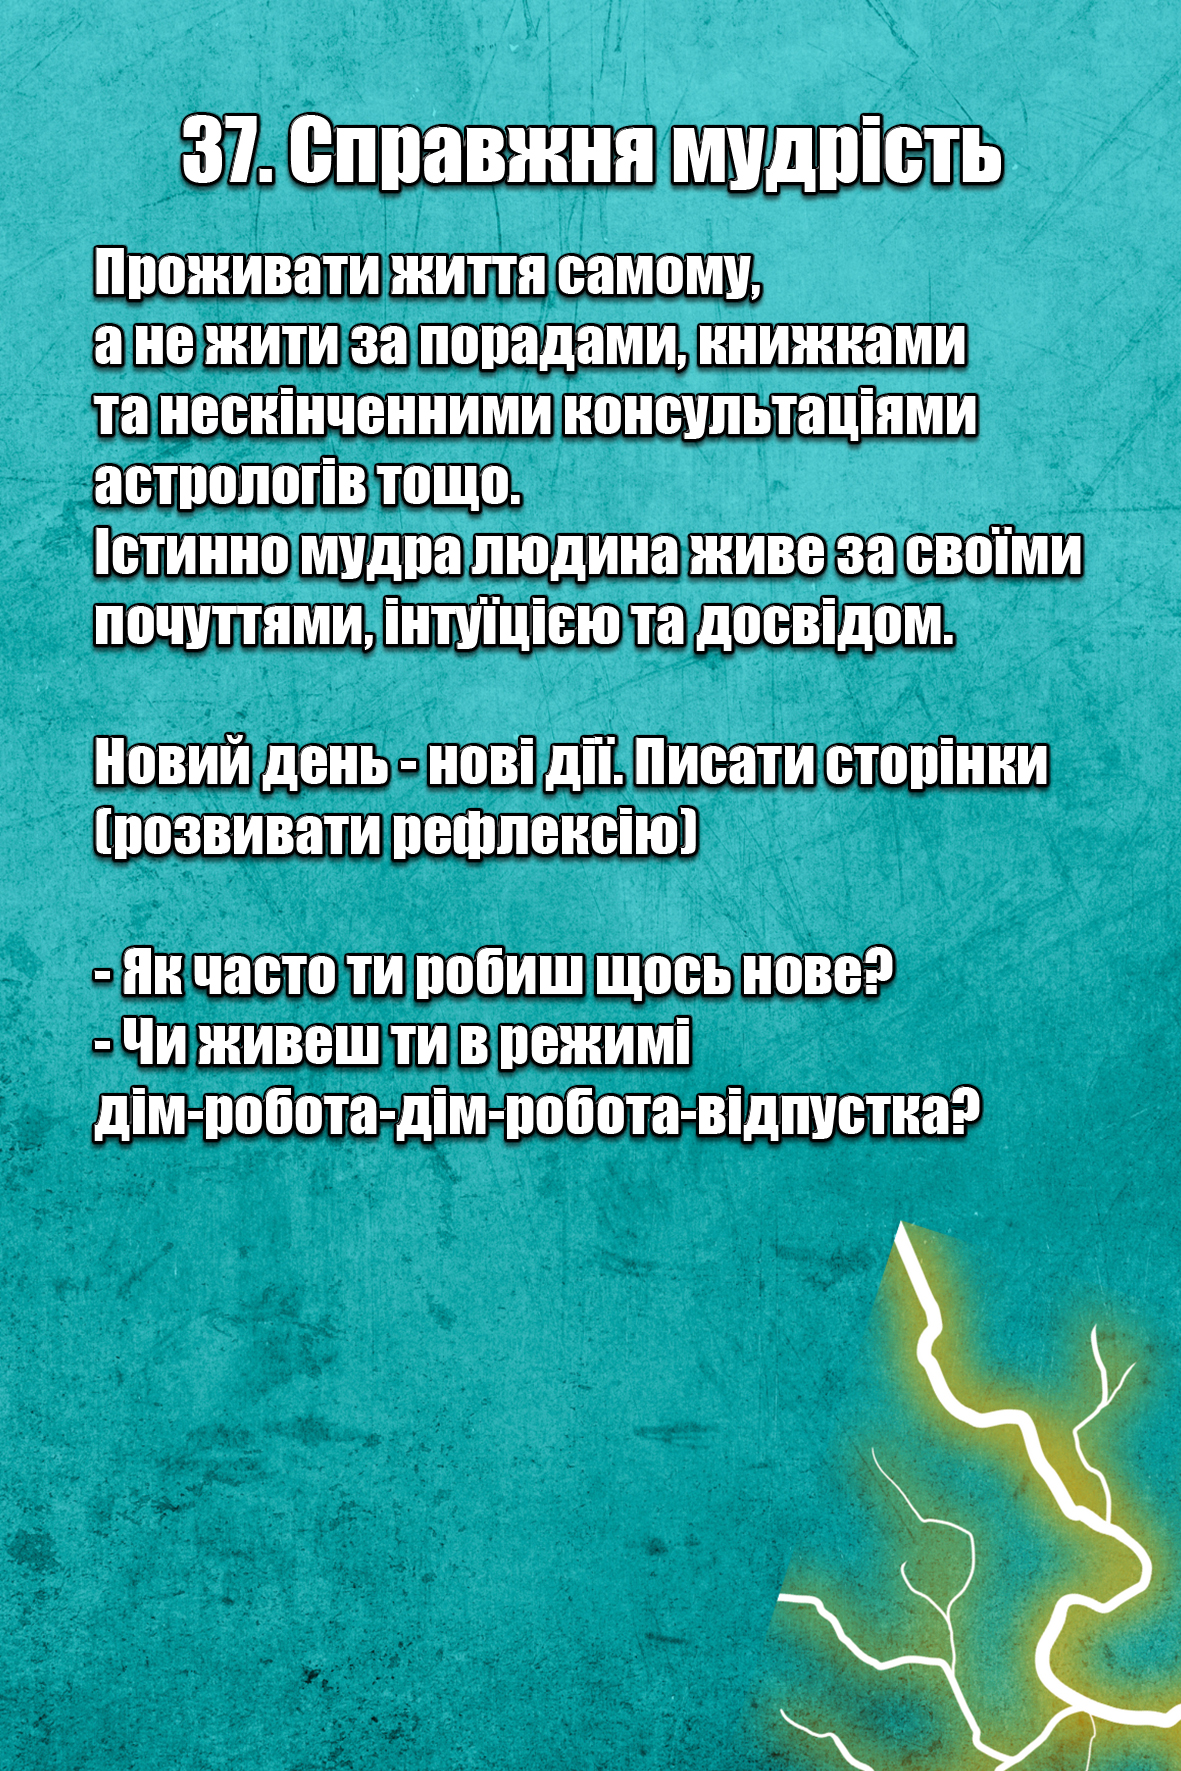 37. Справжня мудрість
Проживати життя самому,
а не жити за порадами, книжками
та нескінченними консультаціями
астрологів тощо.
Істинно мудра людина живе за своїми
почуттями, інтуїцією та досвідом.
Новий день - нові дії. Писати сторінки
(розвивати рефлексію)
- Як часто ти робиш щось нове?
- Чи живеш ти в режимі
дім-робота-дім-робота-відпустка?